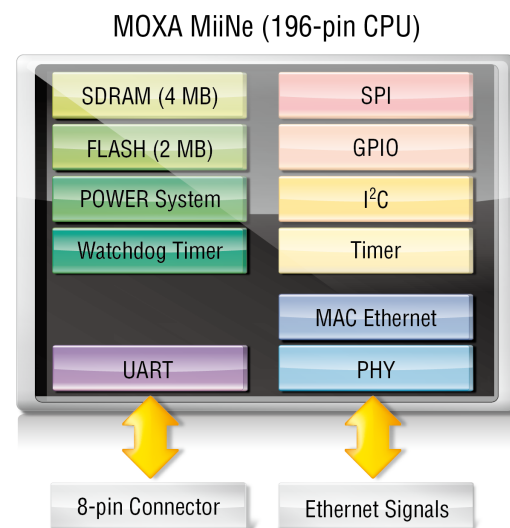 MOXA MiiNe (196-pin CPU)
SDRAM (4 MB)
SPI
FLASH (2 MB)
GPIO
POWER System
I²C
Watchdog Timer
Timer
MAC Ethernet
UART
PHY
8-pin Connector
Ethernet Signals